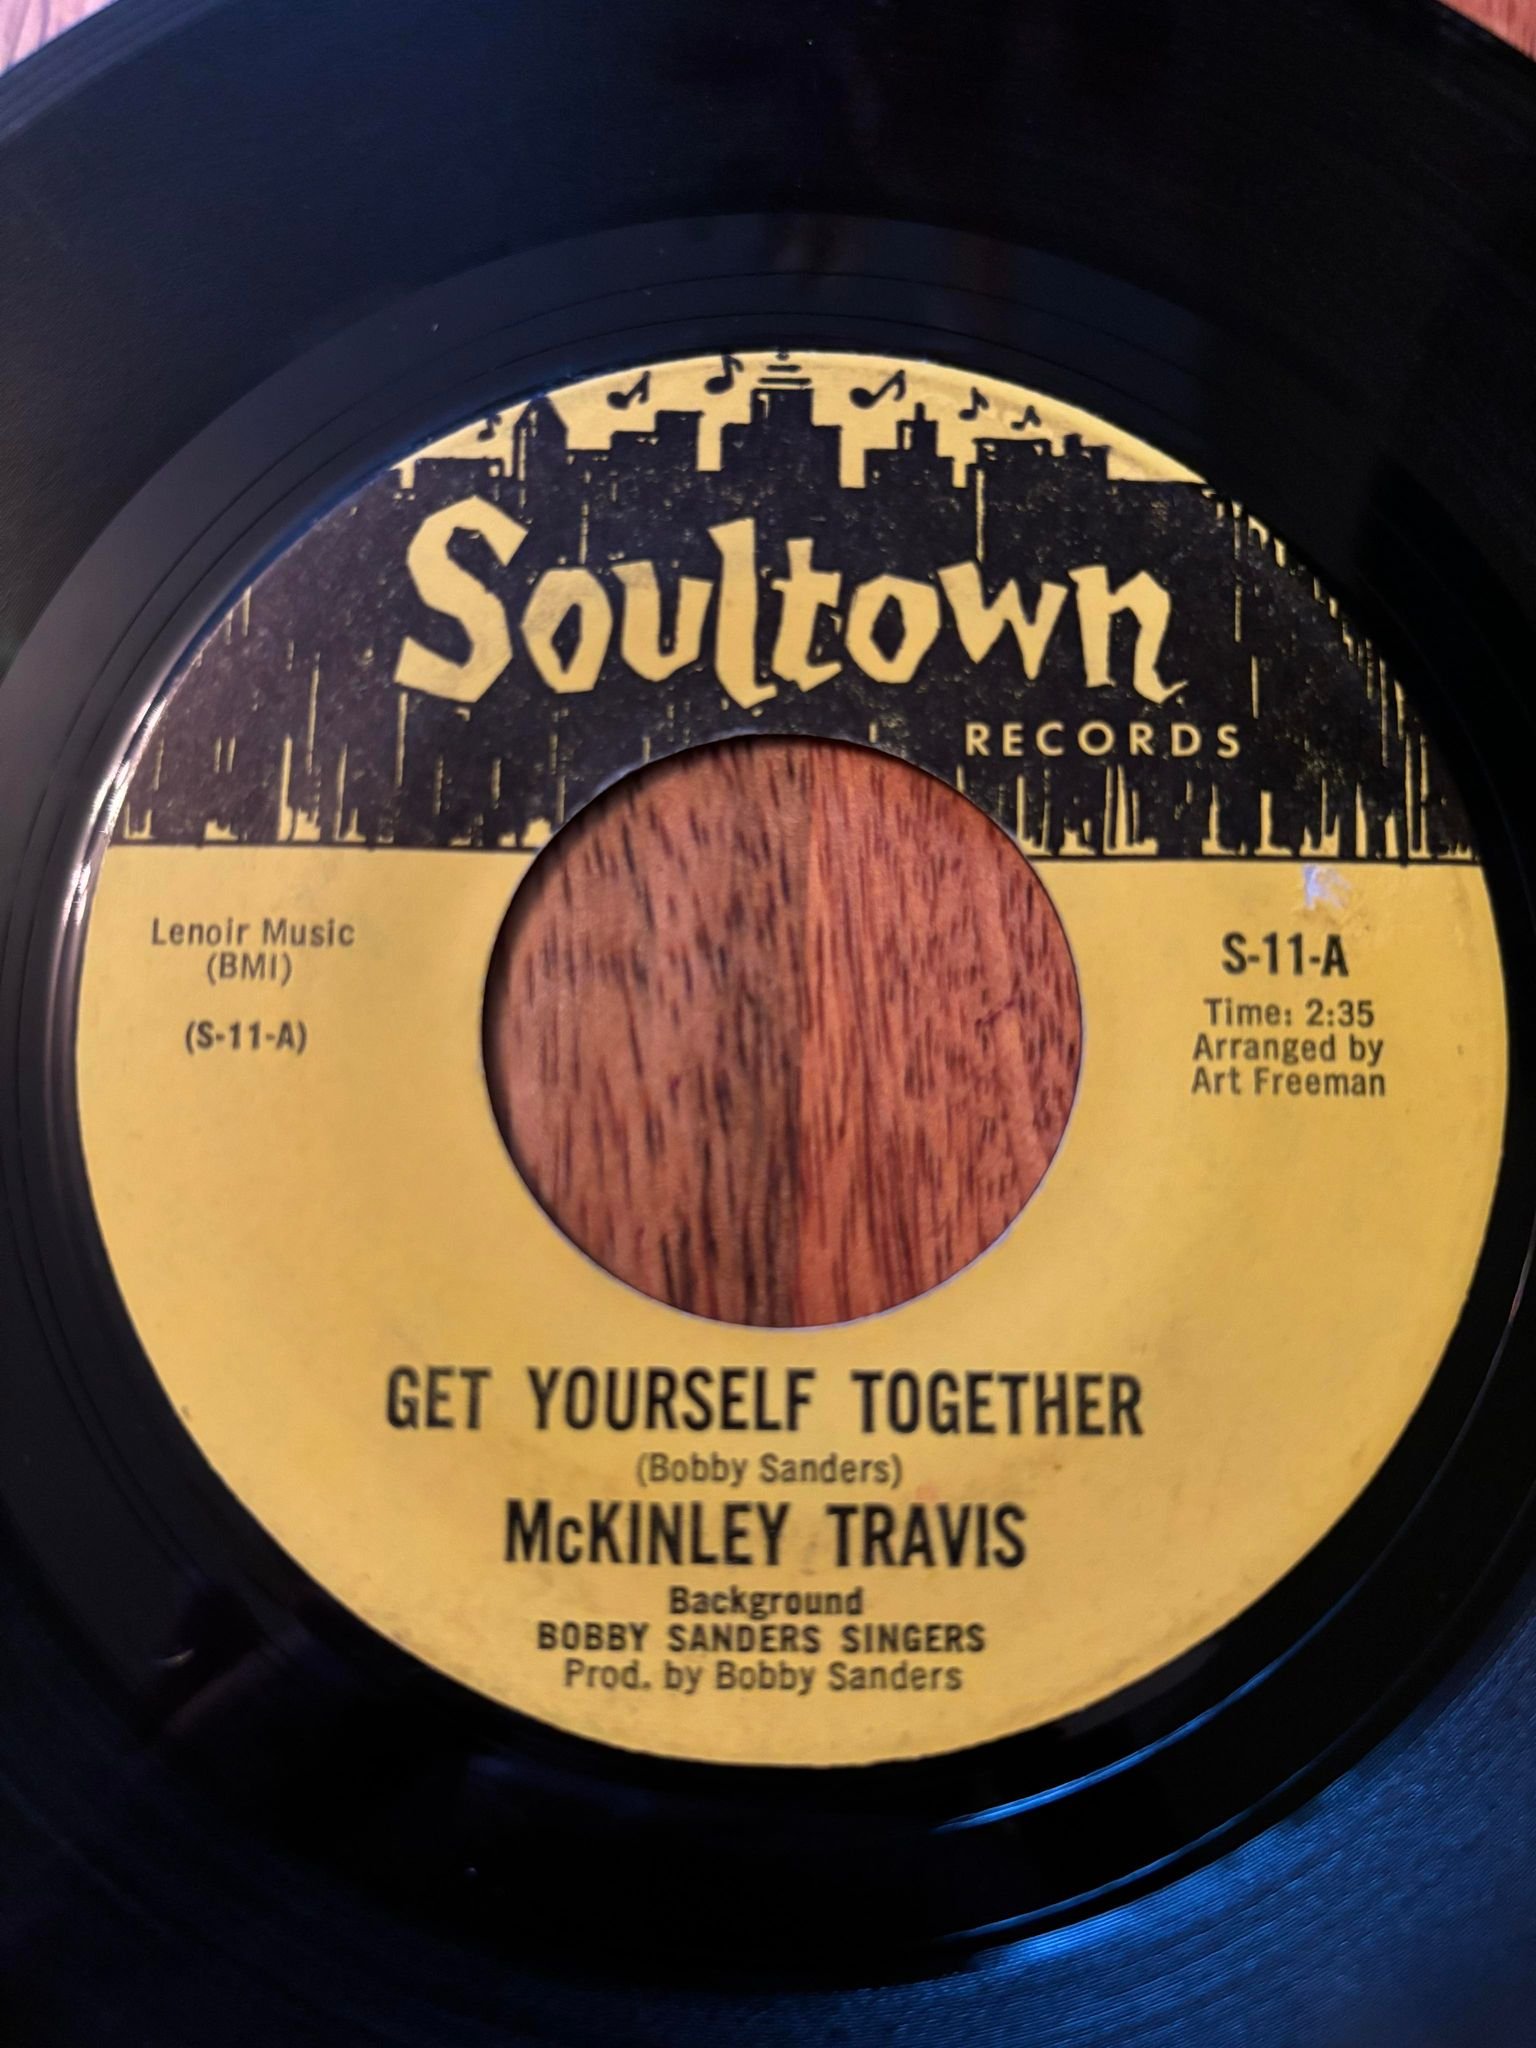 Soultown
RECORDS
Lenoir Music
(BMI)
(S-11-A)
S-11-A
Time: 2:35
Arranged by
Art Freeman
GET YOURSELF TOGETHER
(Bobby Sanders)
McKINLEY TRAVIS
Background
BOBBY SANDERS SINGERS
Prod. by Bobby Sanders